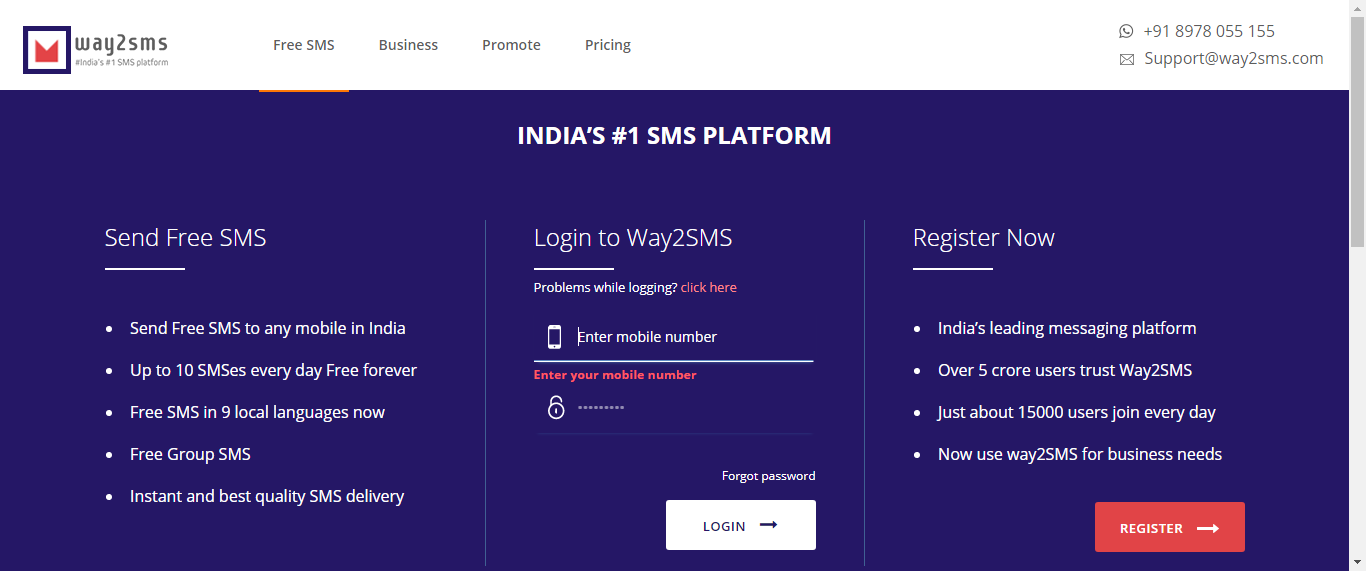 way2sms
#India's #1 SMS platform
Free SMS
Business
Promote
Pricing
+91 8978 055 155
Support@way2sms.com
INDIA’S #1 SMS PLATFORM
Send Free SMS
Send Free SMS to any mobile in India
Up to 10 SMSes every day Free forever
Free SMS in 9 local languages now
Free Group SMS
Instant and best quality SMS delivery
Login to Way2SMS
Problems while logging? click here
Enter mobile number
Enter your mobile number
Forgot password
LOGIN
Register Now
India’s leading messaging platform
Over 5 crore users trust Way2SMS
Just about 15000 users join every day
Now use way2SMS for business needs
REGISTER